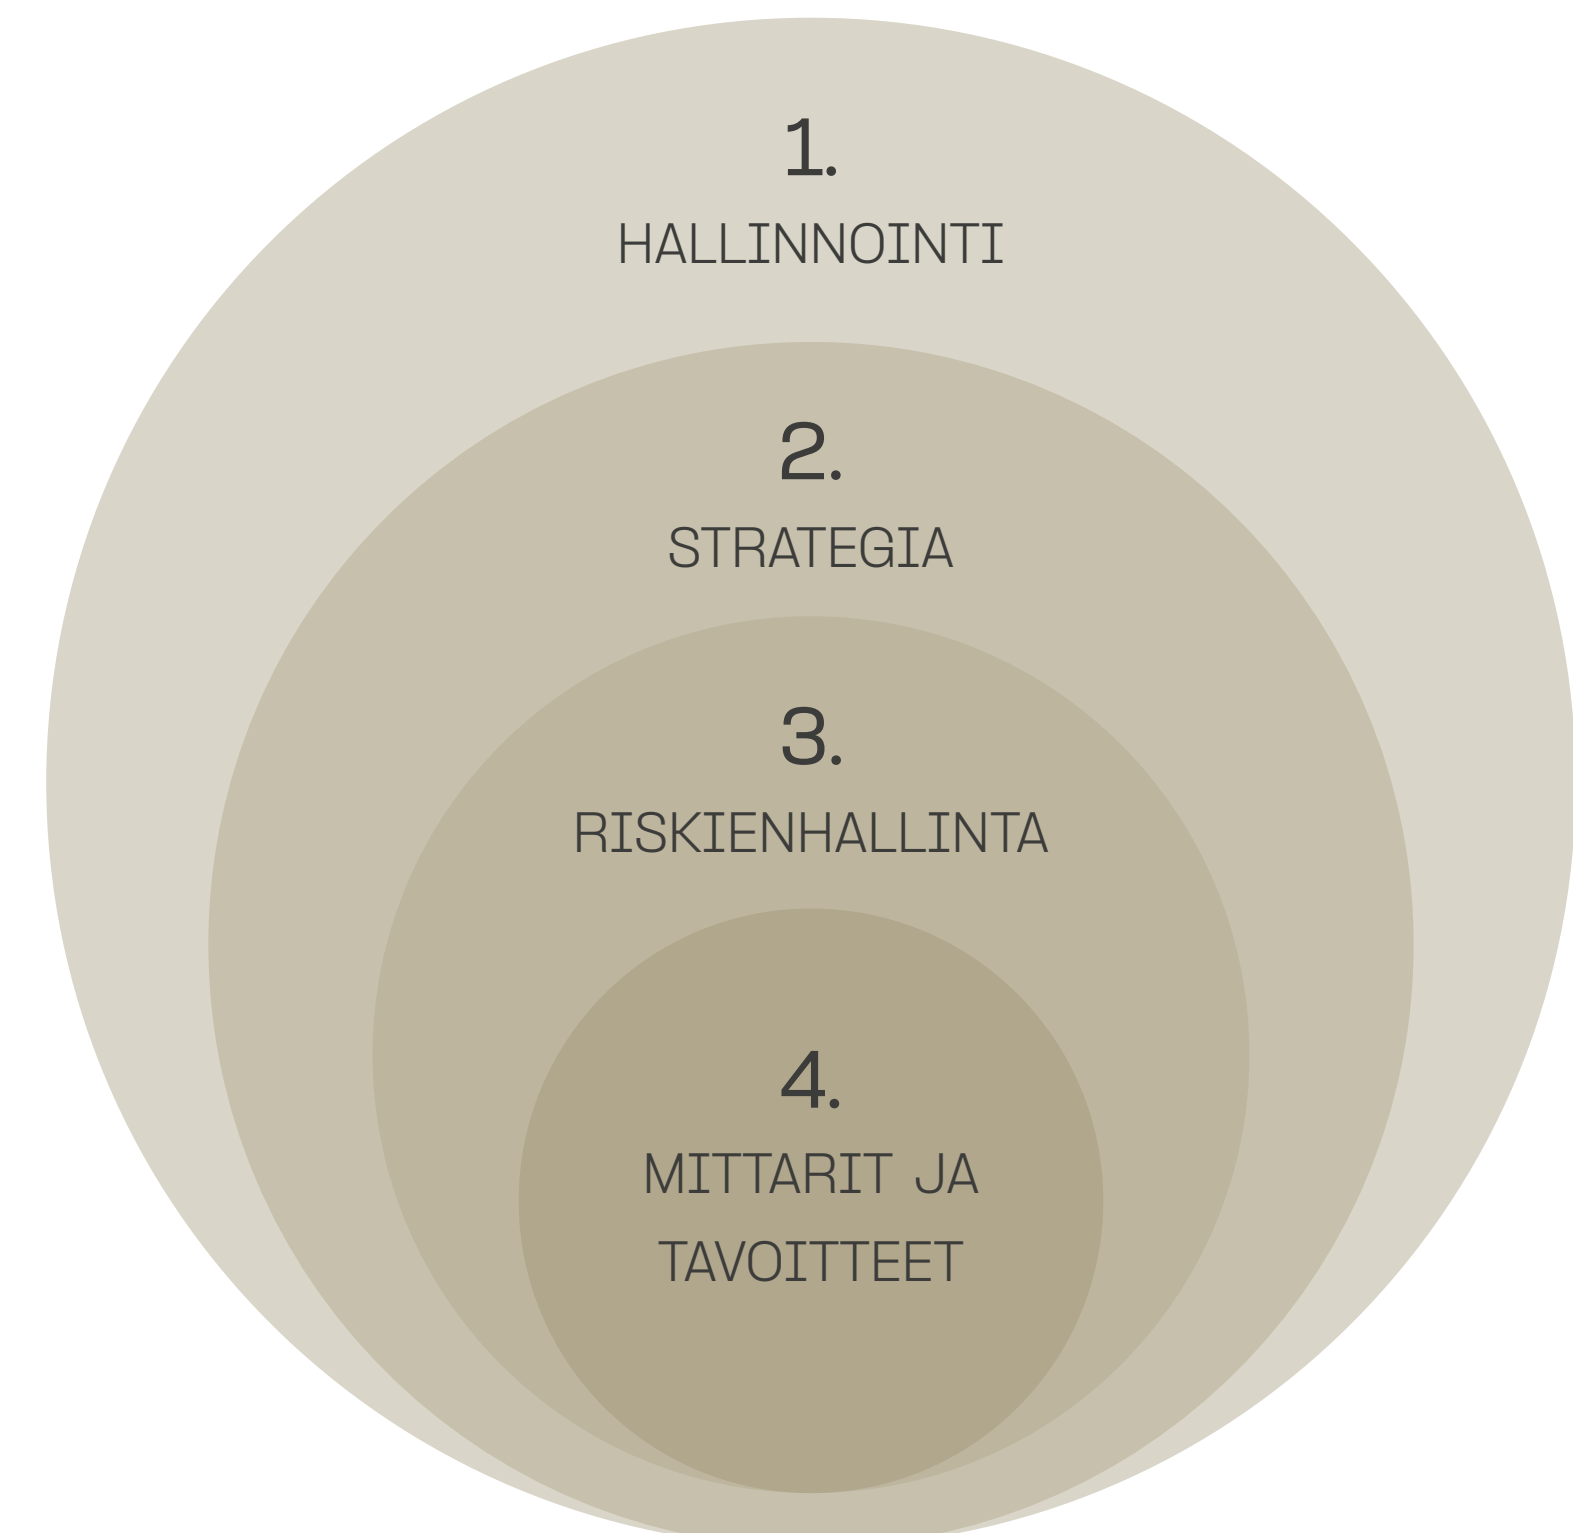 1.
HALLINNOINTI
2.
STRATEGIA
3.
RISKIENHALLINTA
4.
MITTARIT JA
TAVOITTEET